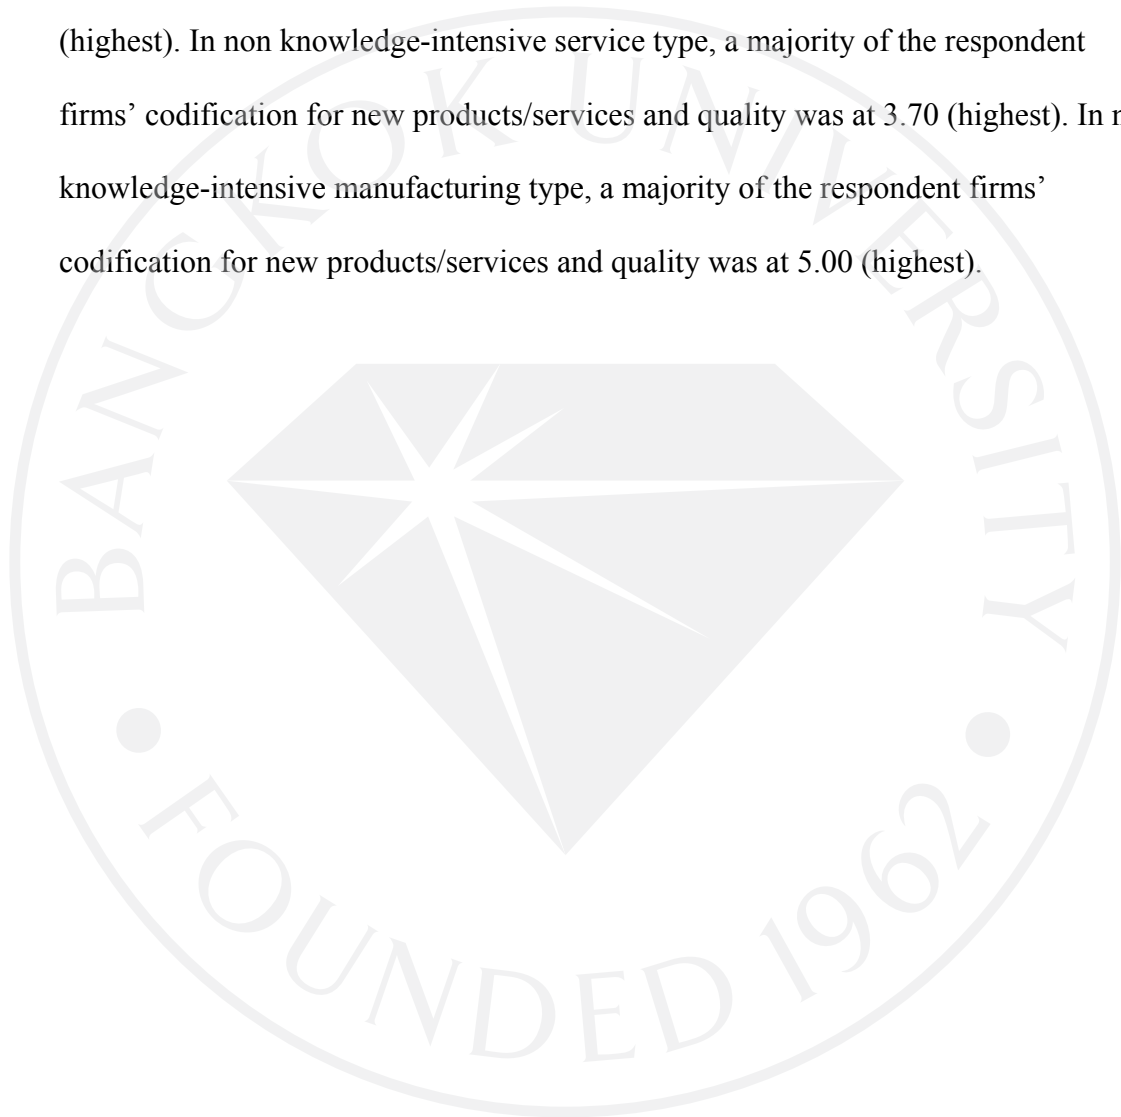 (highest). In non knowledge-intensive service type, a majority of the respondent
firms’ codification for new products/services and quality was at 3.70 (highest). In
knowledge-intensive manufacturing type, a majority of the respondent firms’
codification for new products/services and quality was at 5.00 (highest).
BANGKOK UNIVERSITY
FOUNDED 1962